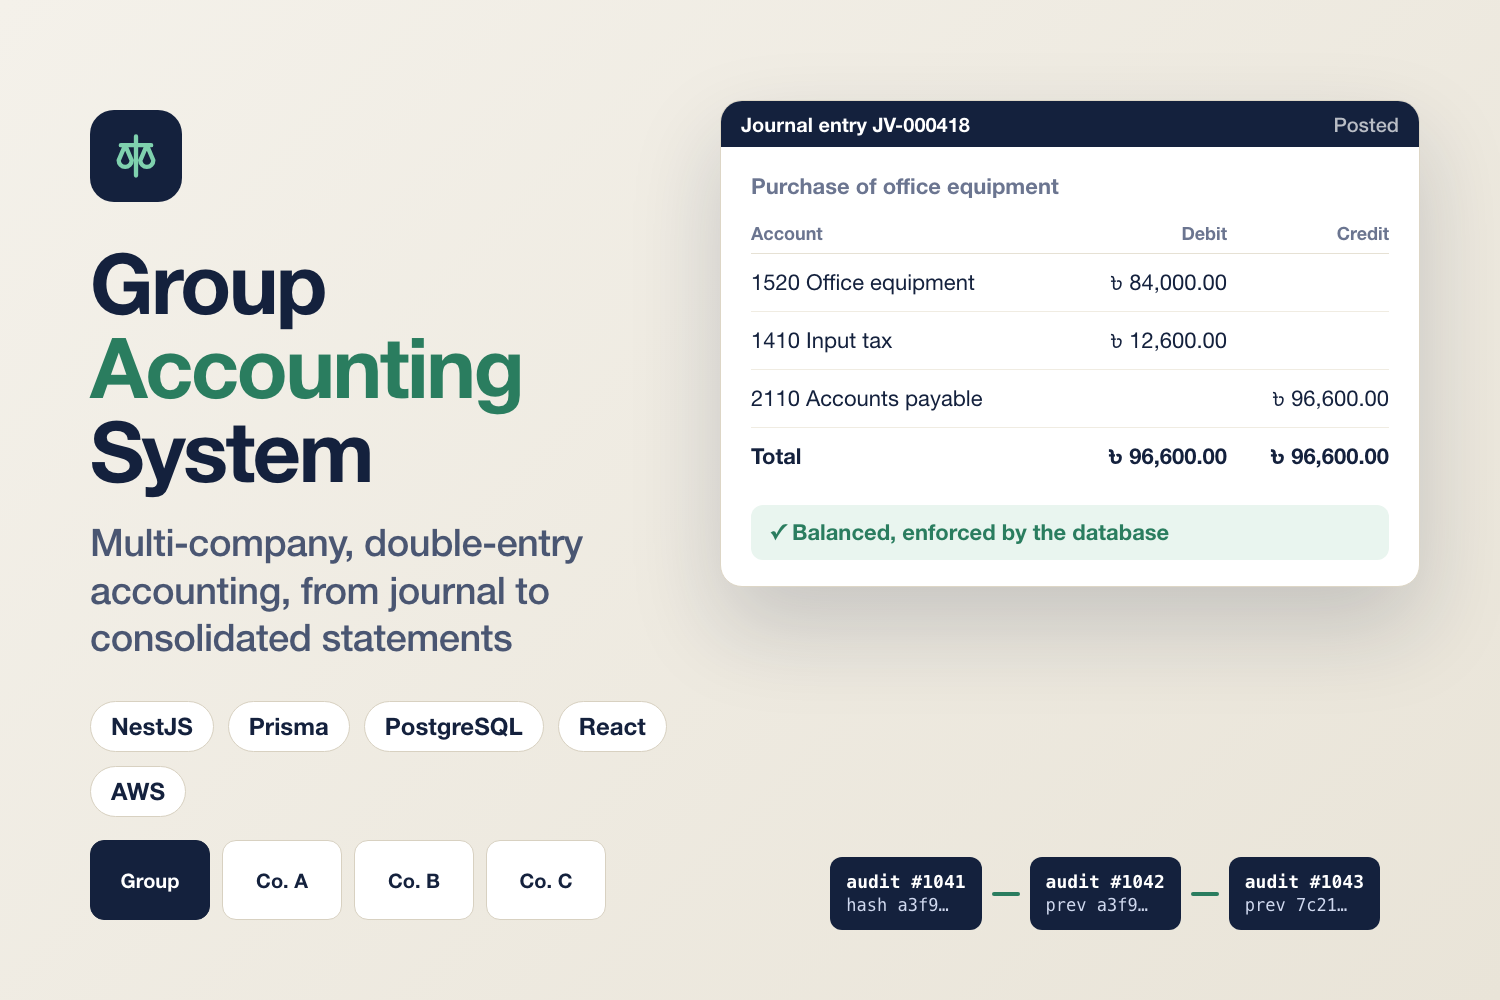 Group
Accounting
System
Multi-company, double-entry
accounting, from journal to
consolidated statements
NestJS Prisma PostgreSQL React
AWS
Group Co. A Co. B Co. C
Journal entry JV-000418 Posted
Purchase of office equipment
Account Debit Credit
1520 Office equipment ৳ 84,000.00
1410 Input tax ৳ 12,600.00
2110 Accounts payable ৳ 96,600.00
Total ৳ 96,600.00 ৳ 96,600.00
✓ Balanced, enforced by the database
audit #1041 audit #1042 audit #1043
hash a3f9… prev a3f9… prev 7c21…